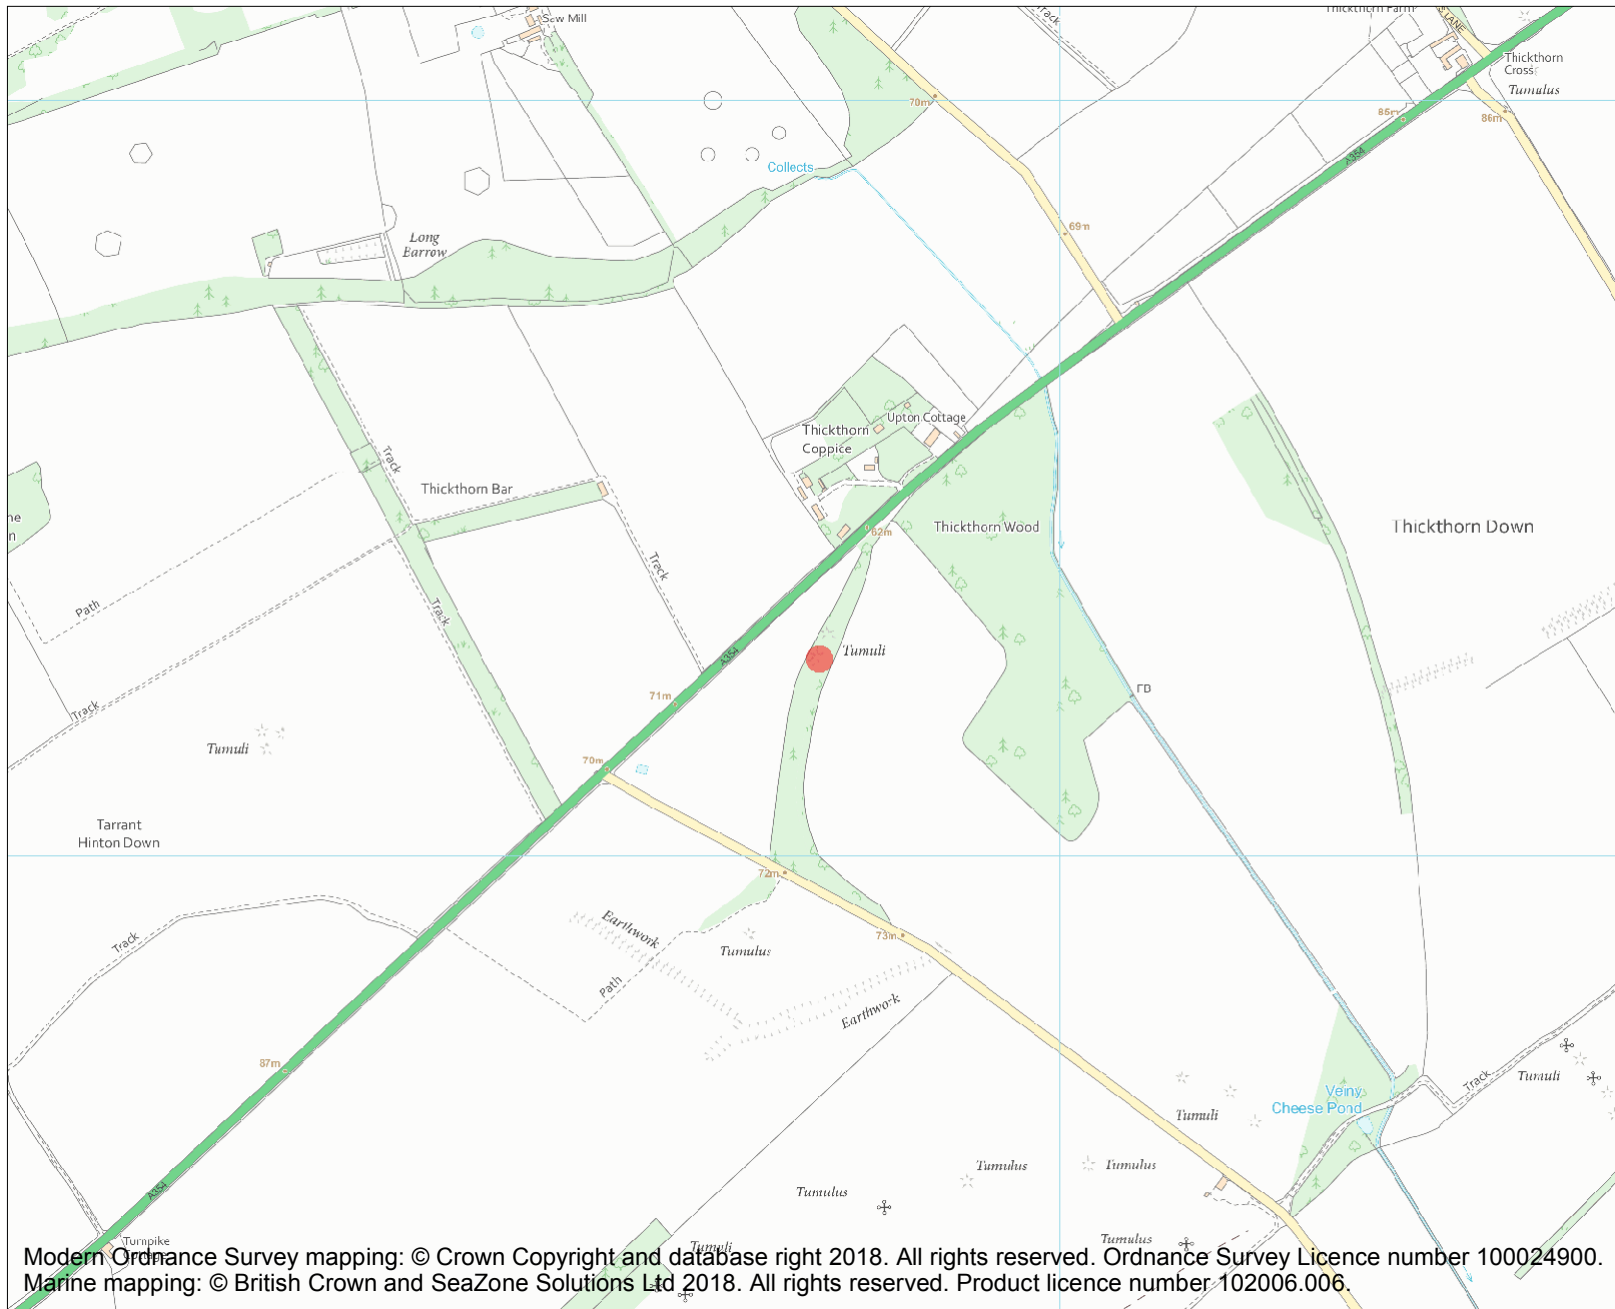 Saw Mill
Track
Thickthorn Farm
LANE
Thickthorn
Cross
Tumulus
70m
85m
86m
A354
Collects
69m
Long
Barrow
Upton Cottage
Thickthorn
Coppice
Track
Thickthorn Bar
62m
Thickthorn Wood
Thickthorn Down
Track
Path
Track
Tumuli
A354
71m
Track
Tumuli
70m
Tarrant
Hinton Down
72m
Earthwork
73m
Track
Tumulus
Path
Earthwork
87m
Veiny
Cheese Pond
Track
Tumuli
Tumuli
Tumulus
Tumulus
Tumulus
A354
Tumulus
Turnpike
Tumuli
Modern Ordnance Survey mapping: © Crown Copyright and database right 2018. All rights reserved. Ordnance Survey Licence number 100024900.
Marine mapping: © British Crown and SeaZone Solutions Ltd 2018. All rights reserved. Product licence number 102006.006.